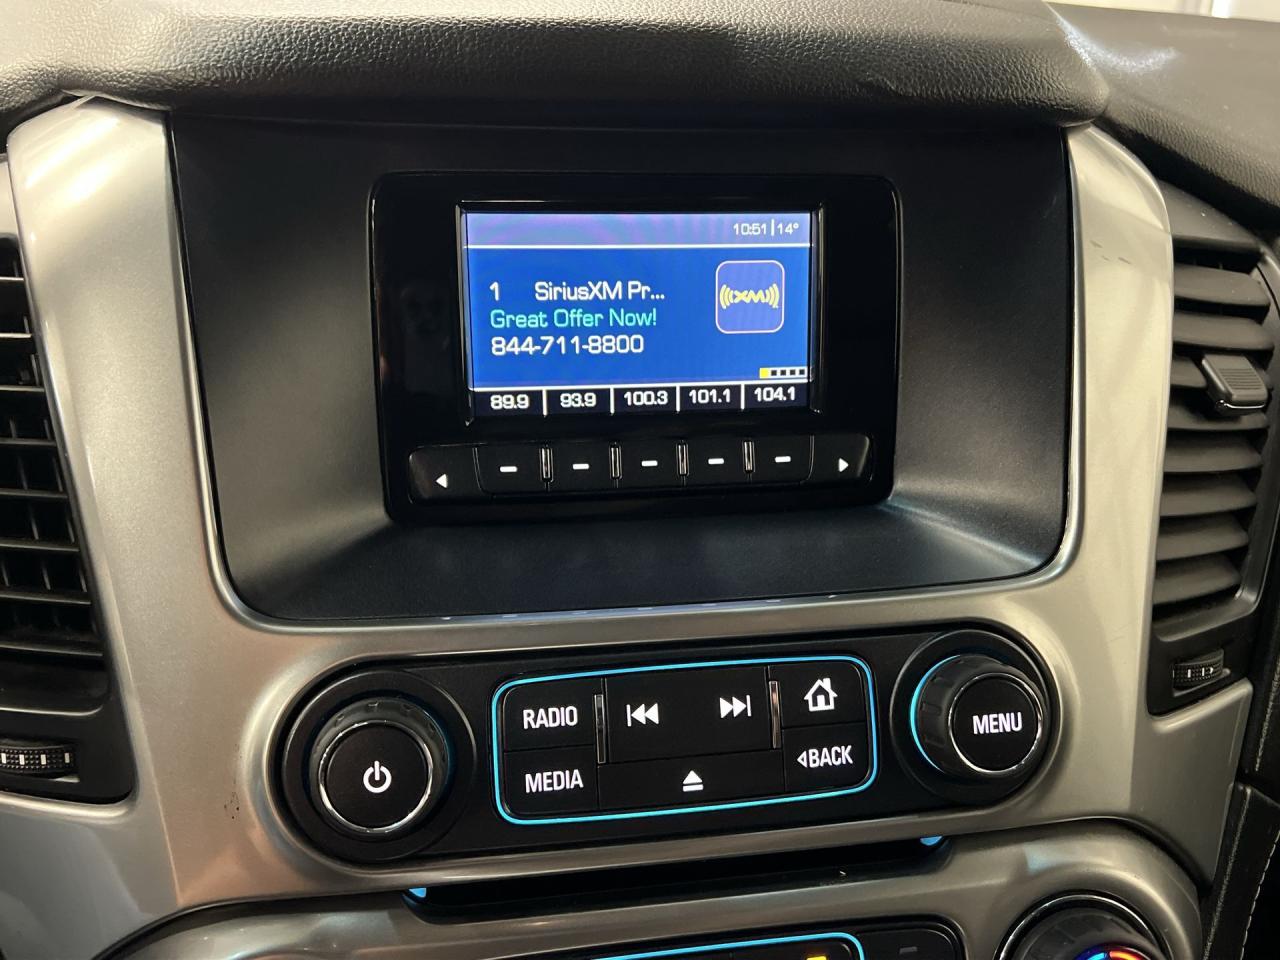 10:51 | 14°
1 SiriusXM Pr...
Great Offer Now!
844-711-8800
XM
89.9 | 93.9 | 100.3 | 101.1 | 104.1
RADIO
MEDIA
BACK
MENU